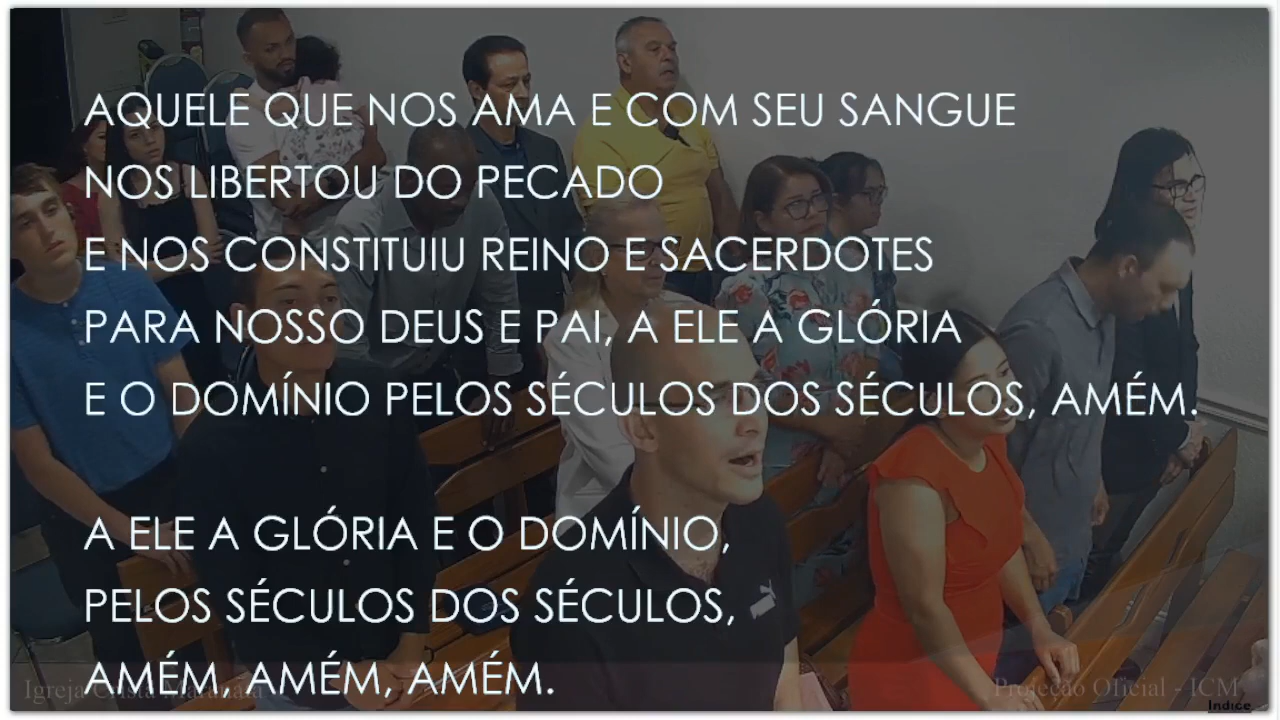 AQUELE QUE NOS AMA E COM SEU SANGUE
NOS LIBERTOU DO PECADO
E NOS CONSTITUIU REINO E SACERDOTES
PARA NOSSO DEUS E PAI, A ELE A GLÓRIA
E O DOMÍNIO PELOS SÉCULOS DOS SÉCULOS, AMÉM.
A ELE A GLÓRIA E O DOMÍNIO,
PELOS SÉCULOS DOS SÉCULOS,
AMÉM, AMÉM, AMÉM.
Igreja Cristã Maranata
Projeção Oficial - ICM
Índice